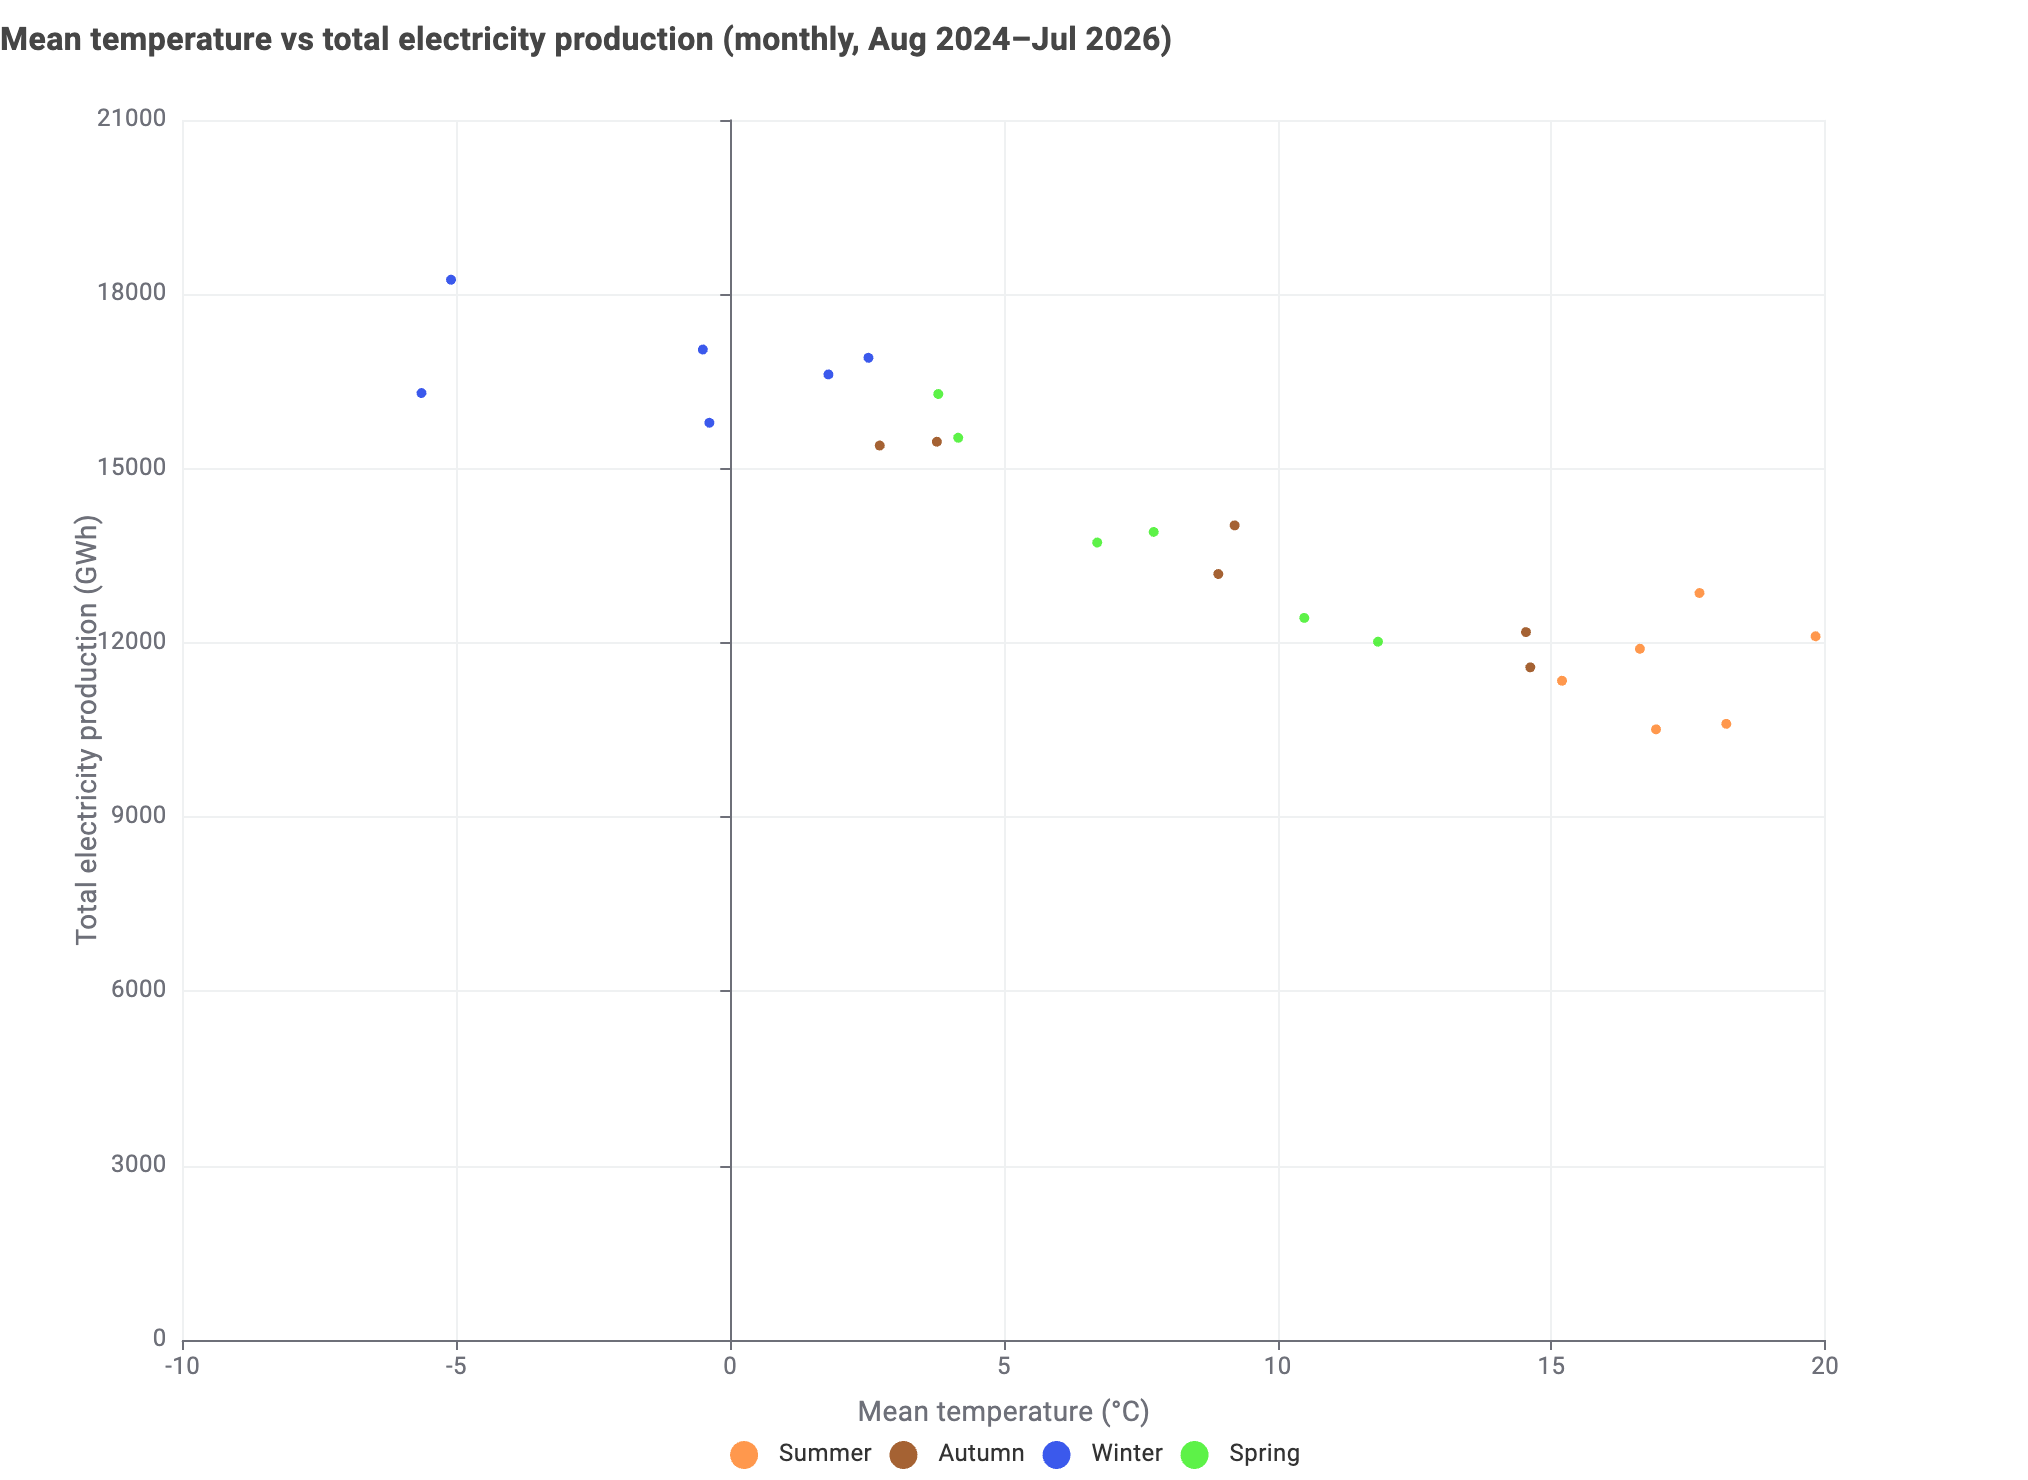 Mean temperature vs total electricity production (monthly, Aug 2024–Jul 2026)
21000
18000
15000
12000
9000
6000
3000
0
Total electricity production (GWh)
-10 -5 0 5 10 15 20
Mean temperature (°C)
Summer Autumn Winter Spring